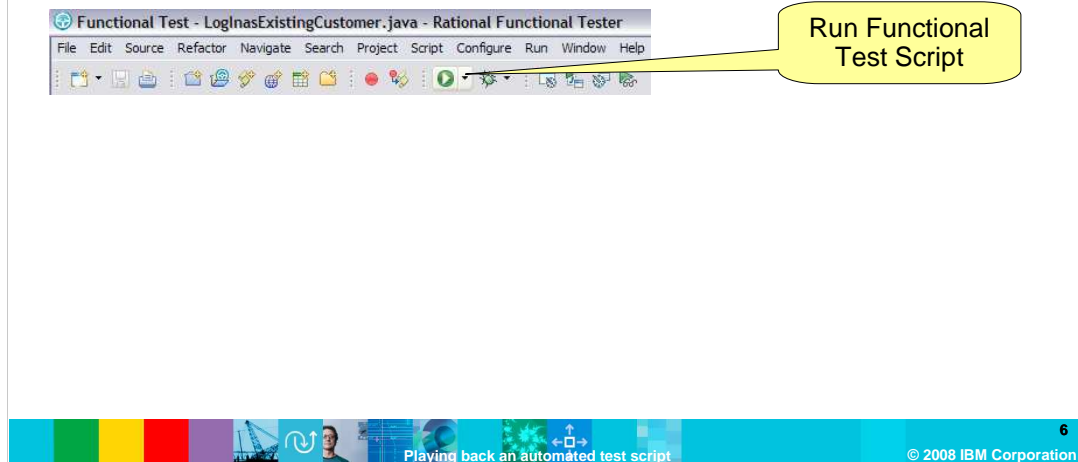 Functional Test - LogInasExistingCustomer.java - Rational Functional Tester
File Edit Source Refactor Navigate Search Project Script Configure Run Window Help
Run Functional
Test Script
6
Playing back an automated test script
© 2008 IBM Corporation